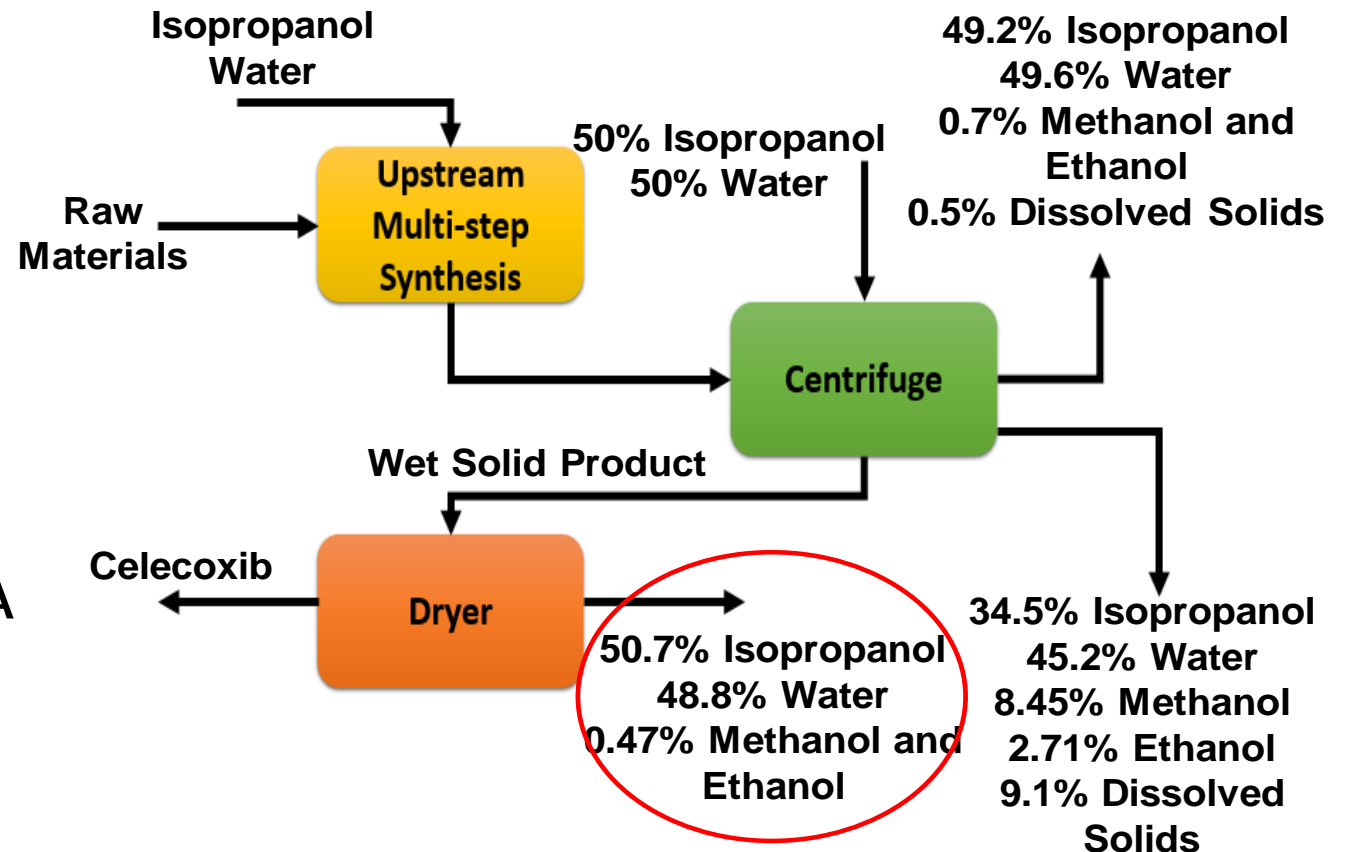 Isopropanol
Water
Raw
Materials
Upstream
Multi-step
Synthesis
50% Isopropanol
50% Water
49.2% Isopropanol
49.6% Water
0.7% Methanol and
Ethanol
0.5% Dissolved Solids
Centrifuge
Wet Solid Product
Celecoxib
A
Dryer
50.7% Isopropanol
48.8% Water
0.47% Methanol and
Ethanol
34.5% Isopropanol
45.2% Water
8.45% Methanol
2.71% Ethanol
9.1% Dissolved
Solids